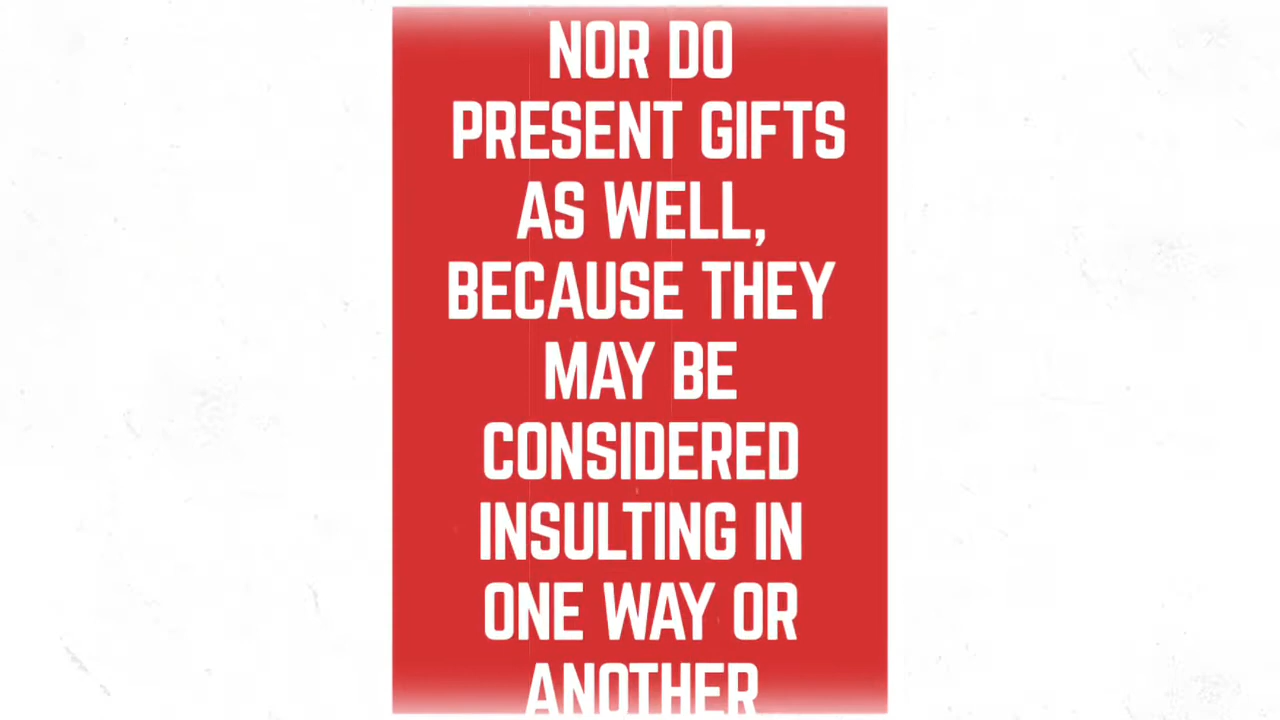 NOR DO
PRESENT GIFTS
AS WELL,
BECAUSE THEY
MAY BE
CONSIDERED
INSULTING IN
ONE WAY OR
ANOTHER